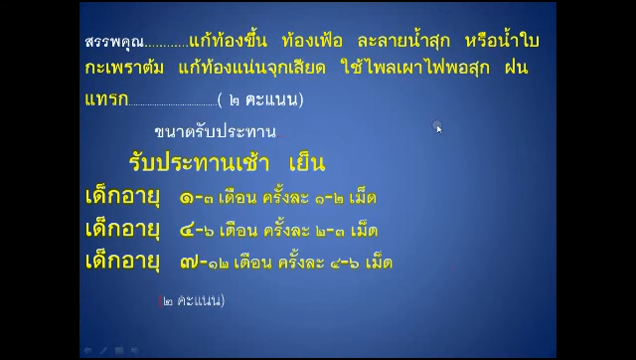 สรรพคุณ............แก้ท้องขึ้น ท้องเฟ้อ ละลายน้ำสุก หรือน้ำใบ
กะเพราต้ม แก้ท้องแน่นจุกเสียด ใช้ไพลเผาไฟพอสุก ฝน
แทรก................................( ๒ คะแนน)
ขนาดรับประทาน
รับประทานเช้า เย็น
เด็กอายุ ๑-๓ เดือน ครั้งละ ๑-๒ เม็ด
เด็กอายุ ๔-๖ เดือน ครั้งละ ๒-๓ เม็ด
เด็กอายุ ๗-๑๒ เดือน ครั้งละ ๔-๖ เม็ด
(๒ คะแนน)